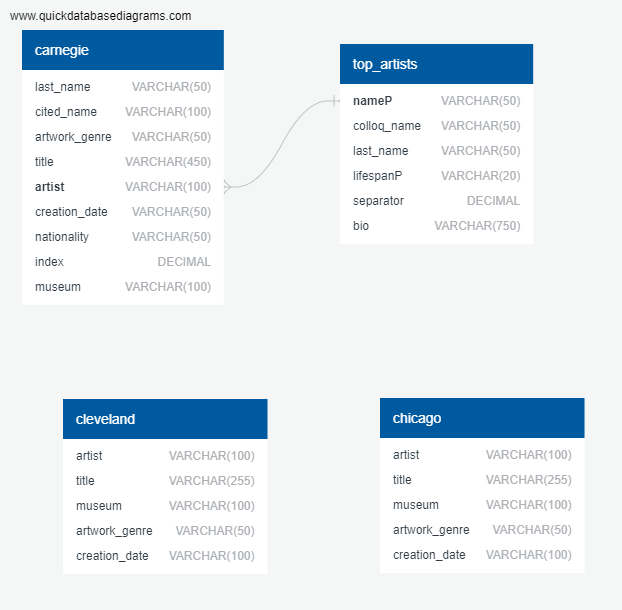 www.quickdatabasediagrams.com
carnegie
last_name VARCHAR(50)
cited_name VARCHAR(100)
artwork_genre VARCHAR(50)
title VARCHAR(450)
artist VARCHAR(100)
creation_date VARCHAR(50)
nationality VARCHAR(50)
index DECIMAL
museum VARCHAR(100)
top_artists
nameP VARCHAR(50)
colloq_name VARCHAR(50)
last_name VARCHAR(50)
lifespanP VARCHAR(20)
separator DECIMAL
bio VARCHAR(750)
cleveland
artist VARCHAR(100)
title VARCHAR(255)
museum VARCHAR(100)
artwork_genre VARCHAR(50)
creation_date VARCHAR(100)
chicago
artist VARCHAR(100)
title VARCHAR(255)
museum VARCHAR(100)
artwork_genre VARCHAR(50)
creation_date VARCHAR(100)